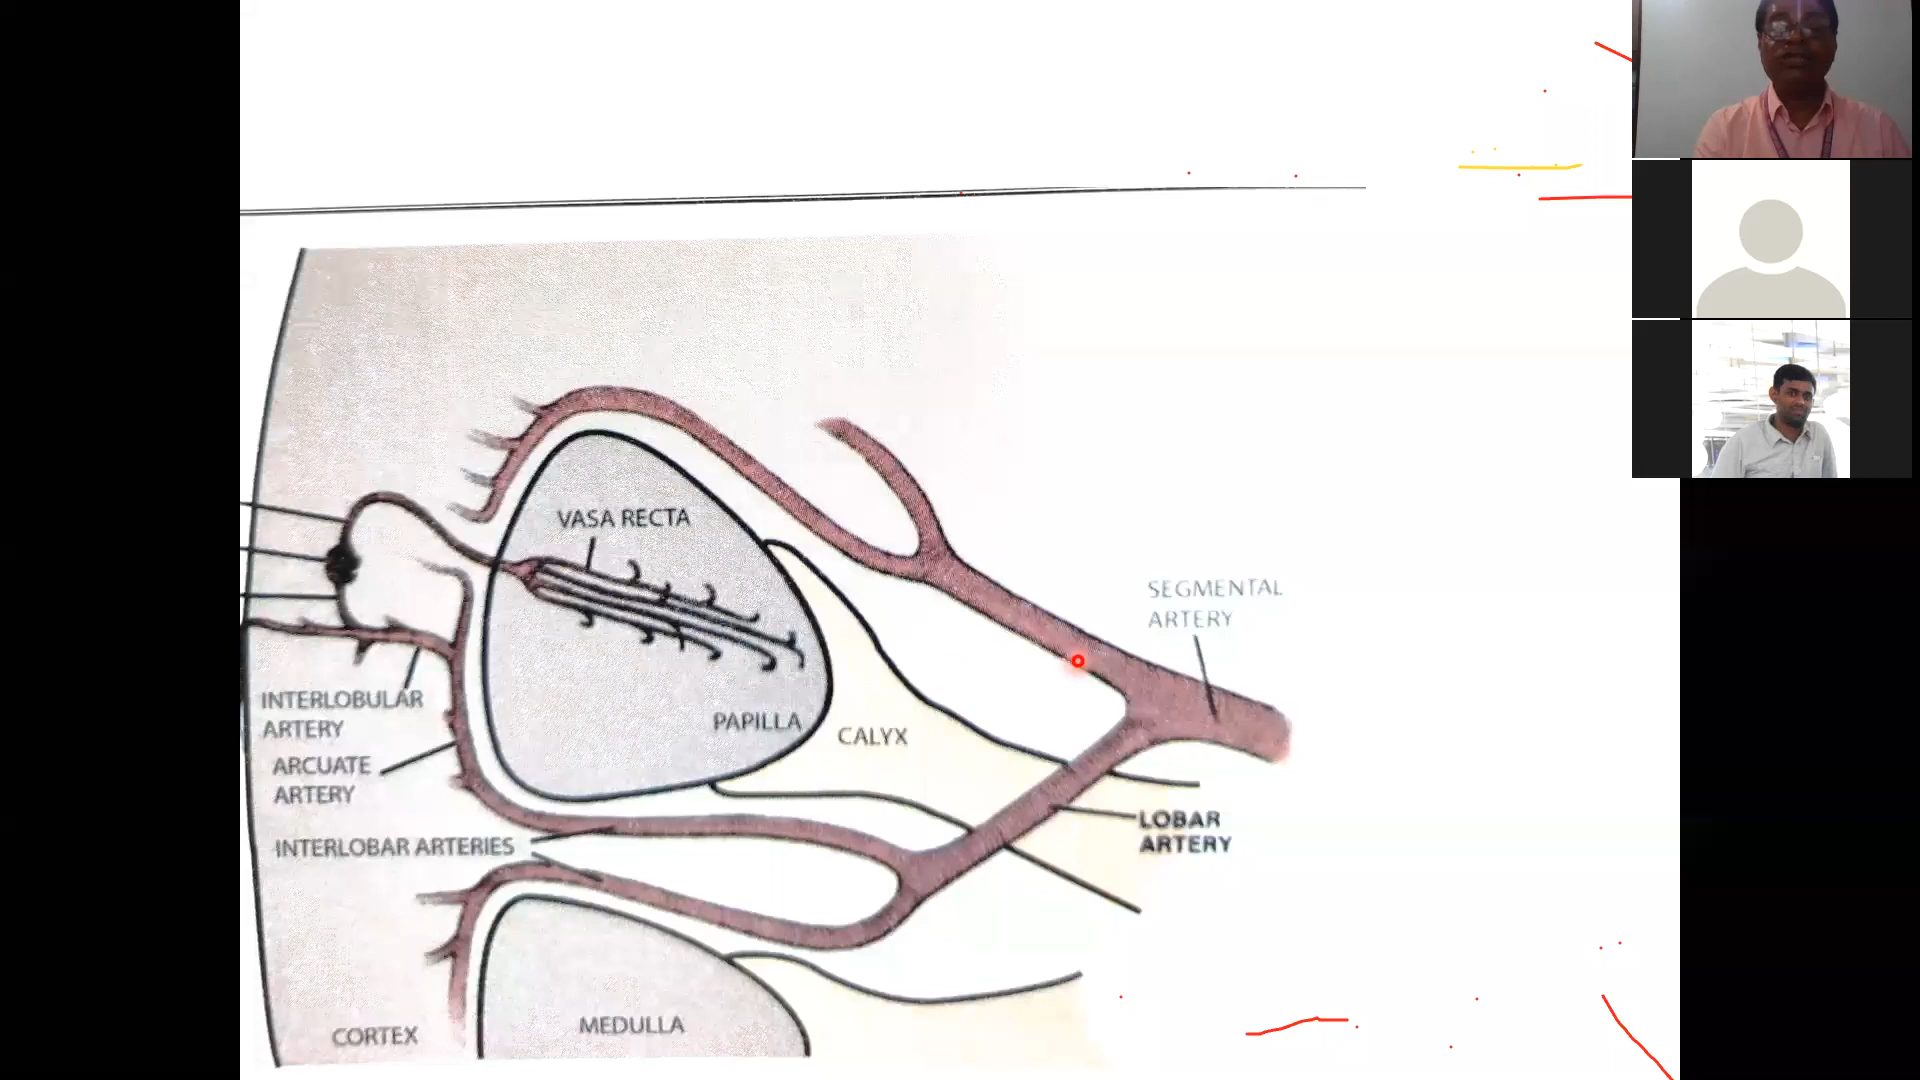 VASA RECTA
SEGMENTAL
ARTERY
INTERLOBULAR
ARTERY
PAPILLA
CALYX
ARCUATE
ARTERY
LOBAR
ARTERY
INTERLOBAR ARTERIES
CORTEX
MEDULLA